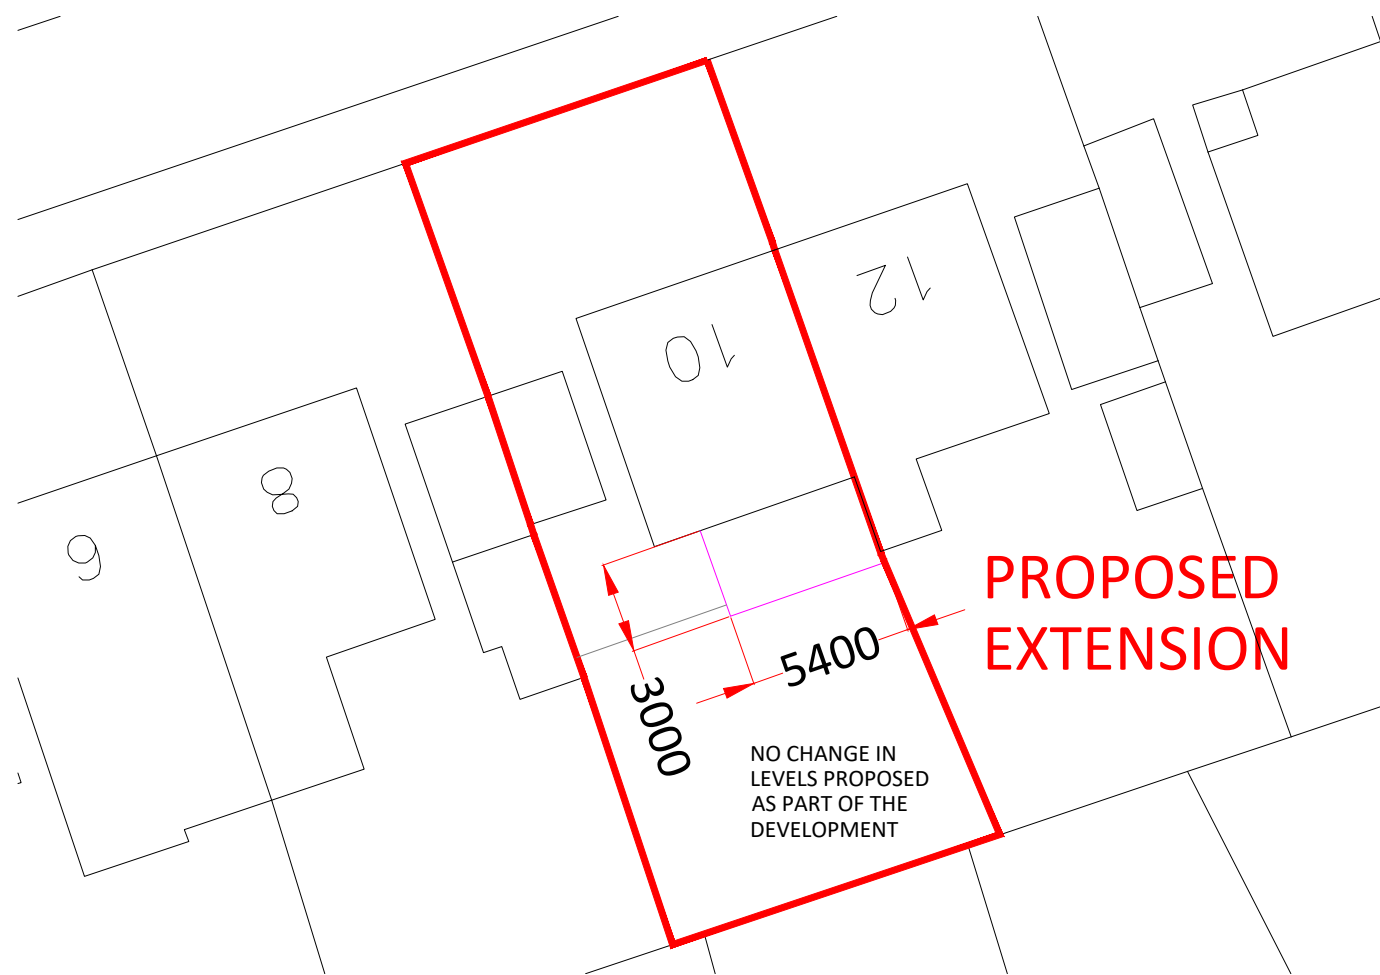 12
10
8
6
PROPOSED
EXTENSION
5400
3000
NO CHANGE IN
LEVELS PROPOSED
AS PART OF THE
DEVELOPMENT